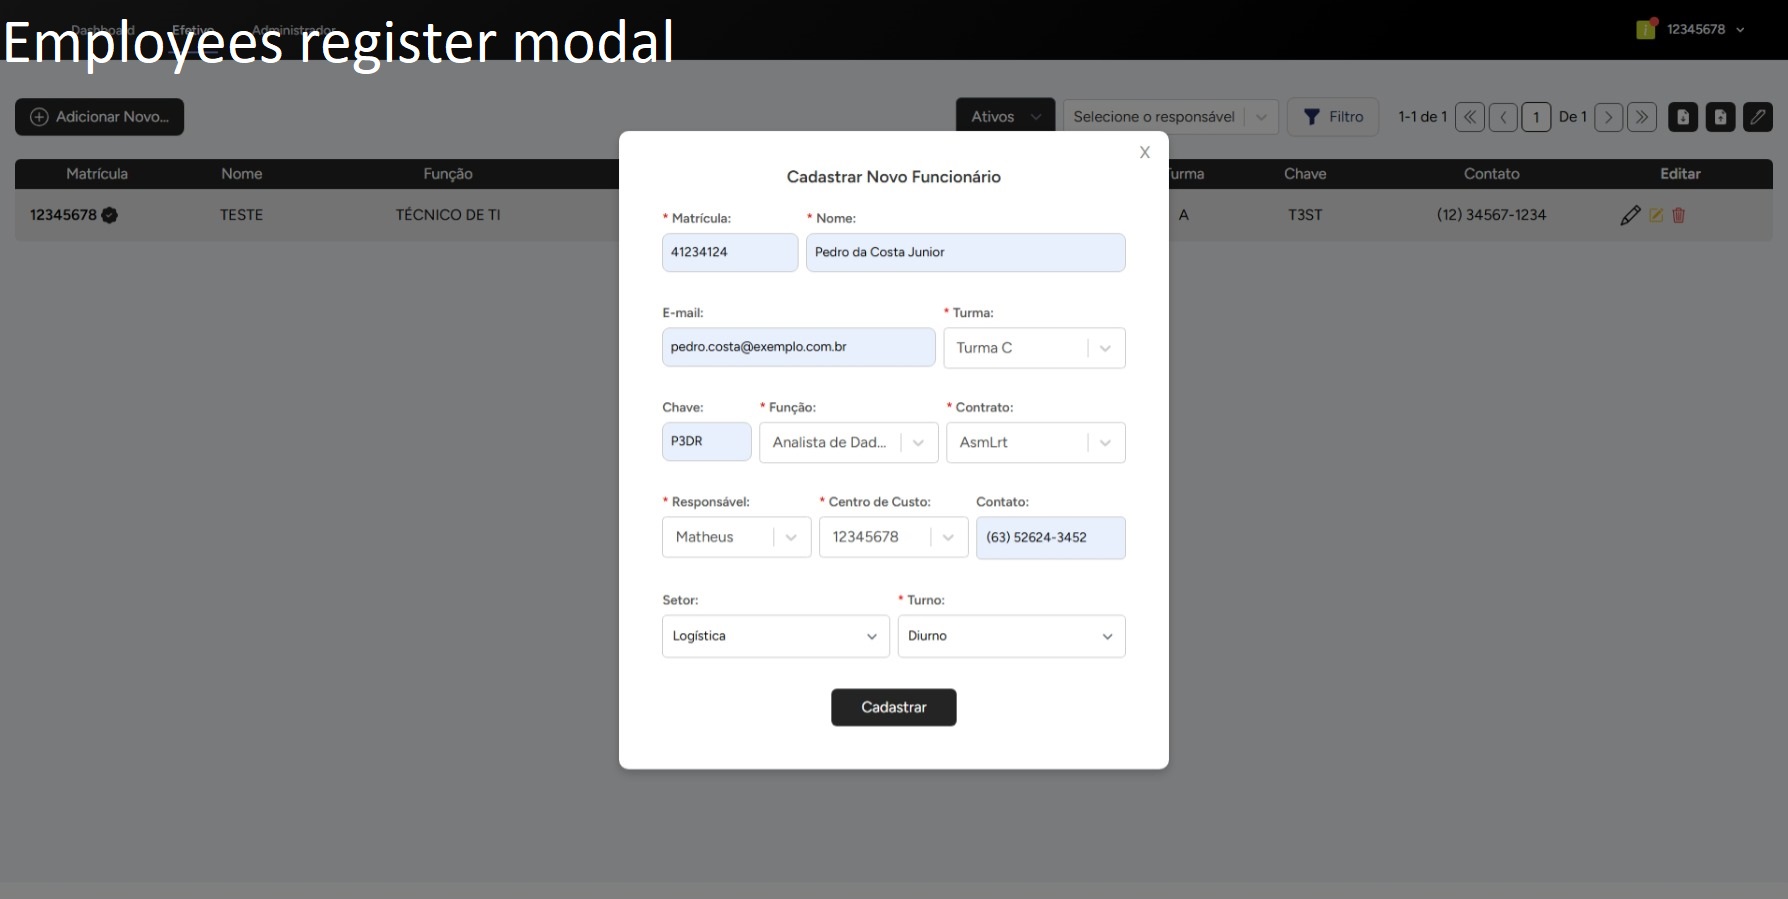 Dashboard Efetivo Administrador
Employees register modal
12345678
Adicionar Novo...
Ativos
Selecione o responsável
Filtro
1-1 de 1
1
De 1
Matrícula Nome Função urma Chave Contato Editar
12345678 TESTE TÉCNICO DE TI A T3ST (12) 34567-1234
X
Cadastrar Novo Funcionário
* Matrícula: * Nome:
41234124 Pedro da Costa Junior
E-mail: * Turma:
pedro.costa@exemplo.com.br Turma C
Chave: * Função: * Contrato:
P3DR Analista de Dad... AsmLrt
* Responsável: * Centro de Custo: Contato:
Matheus 12345678 (63) 52624-3452
Setor: * Turno:
Logística Diurno
Cadastrar